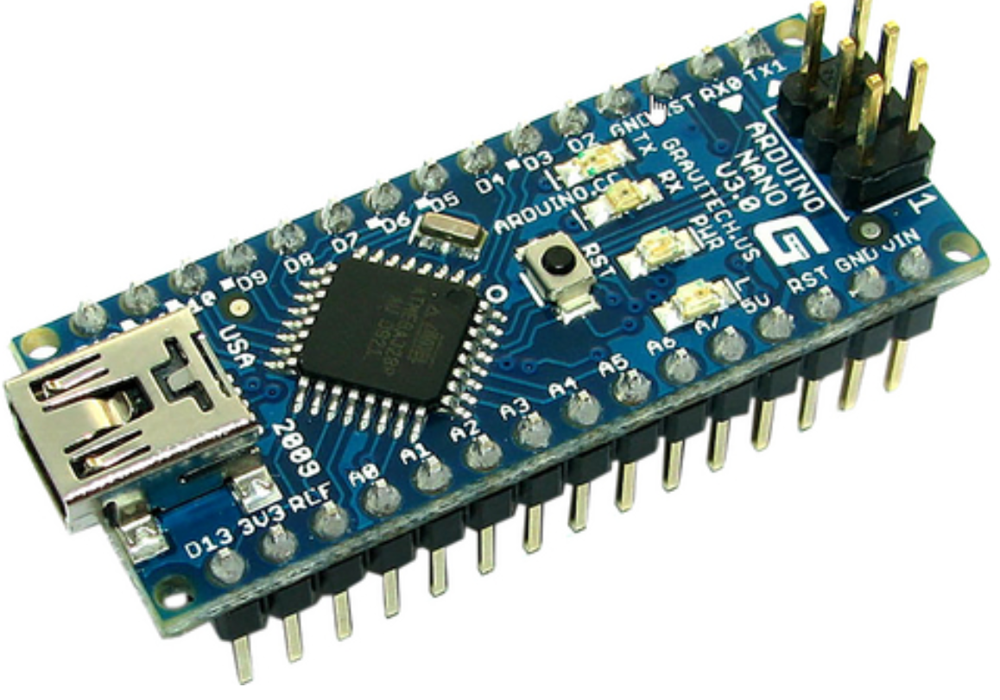 TX1
RX0
RST
GND
D2
D3
D4
D5
D6
D7
D8
D9
10
TX
RX
PWR
L
ARDUINO.CC
GRAVITECH.US
ARDUINO
NANO
V3.0
1
G
RST
USA
2009
ATMEGA328P
D13
3V3
REF
A0
A1
A2
A3
A4
A5
A6
A7
5V
RST
GND
VIN